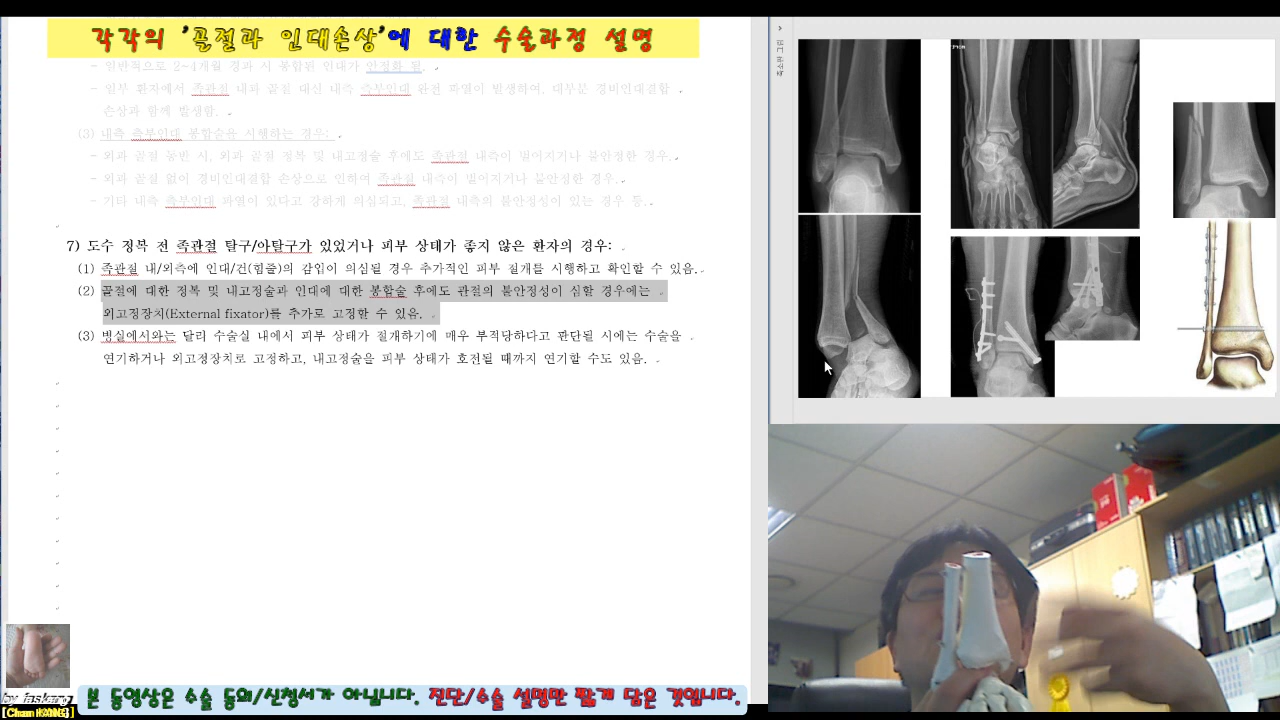 각각의 '골절과 인대손상'에 대한 수술과정 설명
- 일반적으로 2~4개월 경과 시 봉합된 인대가 안정화 됨.
- 일부 환자에서 족관절 내과 골절 대신 내측 측부인대 완전 파열이 발생하며, 대부분 경비인대결합
손상과 함께 발생함.
(3) 내측 측부인대 봉합술을 시행하는 경우:
- 외과 골절 동반 시, 외과 골절 정복 및 내고정술 후에도 족관절 내측이 벌어지거나 불안정한 경우.
- 외과 골절 없이 경비인대결합 손상으로 인하여 족관절 내측이 벌어지거나 불안정한 경우.
- 기타 내측 측부인대 파열이 있다고 강하게 의심되고, 족관절 내측의 불안정성이 있는 경우 등.
7) 도수 정복 전 족관절 탈구/아탈구가 있었거나 피부 상태가 좋지 않은 환자의 경우:
(1) 족관절 내/외측에 인대/건(힘줄)의 감입이 의심될 경우 추가적인 피부 절개를 시행하고 확인할 수 있음.
(2) 골절에 대한 정복 및 내고정술과 인대에 대한 봉합술 후에도 관절의 불안정성이 심할 경우에는
외고정장치(External fixator)를 추가로 고정할 수 있음.
(3) 병실에서와는 달리 수술실 내에서 피부 상태가 절개하기에 매우 부적당하다고 판단될 시에는 수술을
연기하거나 외고정장치로 고정하고, 내고정술을 피부 상태가 호전될 때까지 연기할 수도 있음.
본 동영상은 수술 동의/신청서가 아닙니다. 진단/수술 설명만 짧게 담은 것입니다.